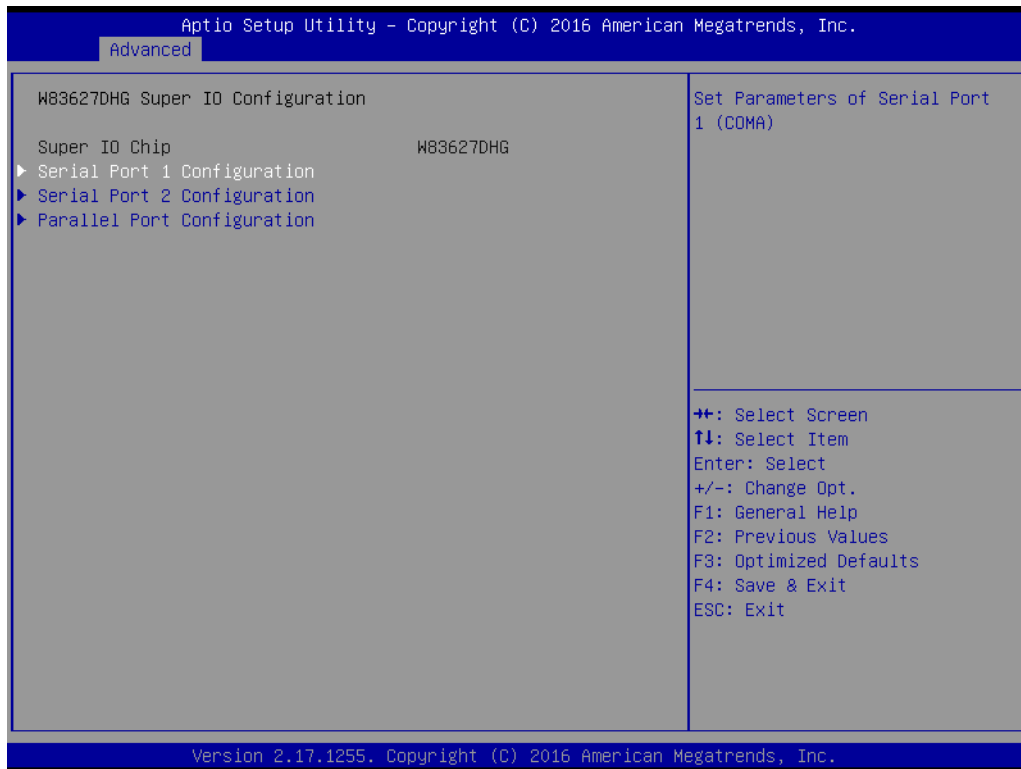 Aptio Setup Utility – Copyright (C) 2016 American Megatrends, Inc.
Advanced
W83627DHG Super IO Configuration
Super IO Chip W83627DHG
Serial Port 1 Configuration
Serial Port 2 Configuration
Parallel Port Configuration
Set Parameters of Serial Port
1 (COMA)
→←: Select Screen
↑↓: Select Item
Enter: Select
+/-: Change Opt.
F1: General Help
F2: Previous Values
F3: Optimized Defaults
F4: Save & Exit
ESC: Exit
Version 2.17.1255. Copyright (C) 2016 American Megatrends, Inc.